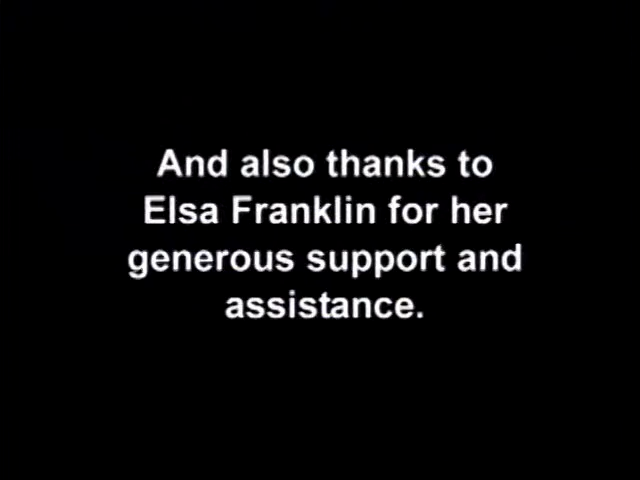 And also thanks to
Elsa Franklin for her
generous support and
assistance.